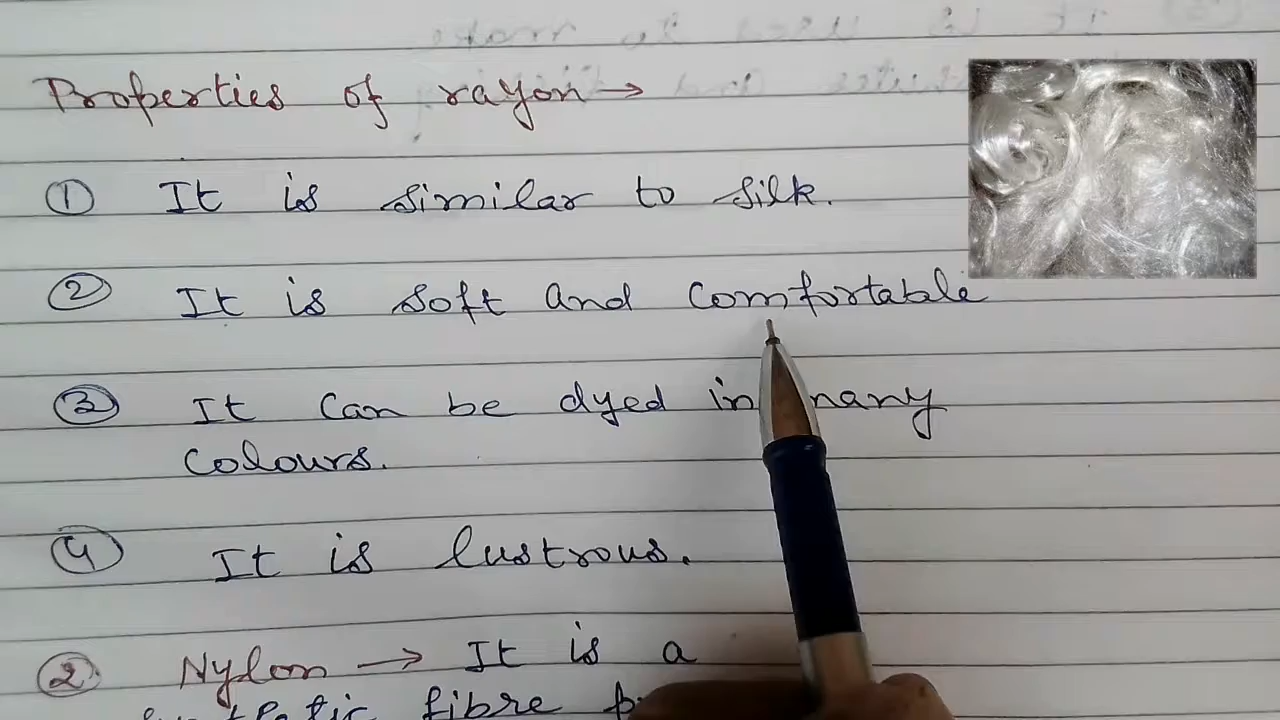 Properties of rayon →
① It is similar to silk.
② It is soft and comfortable
③ It can be dyed in many
colours.
④ It is lustrous.
② Nylon → It is a
fibre